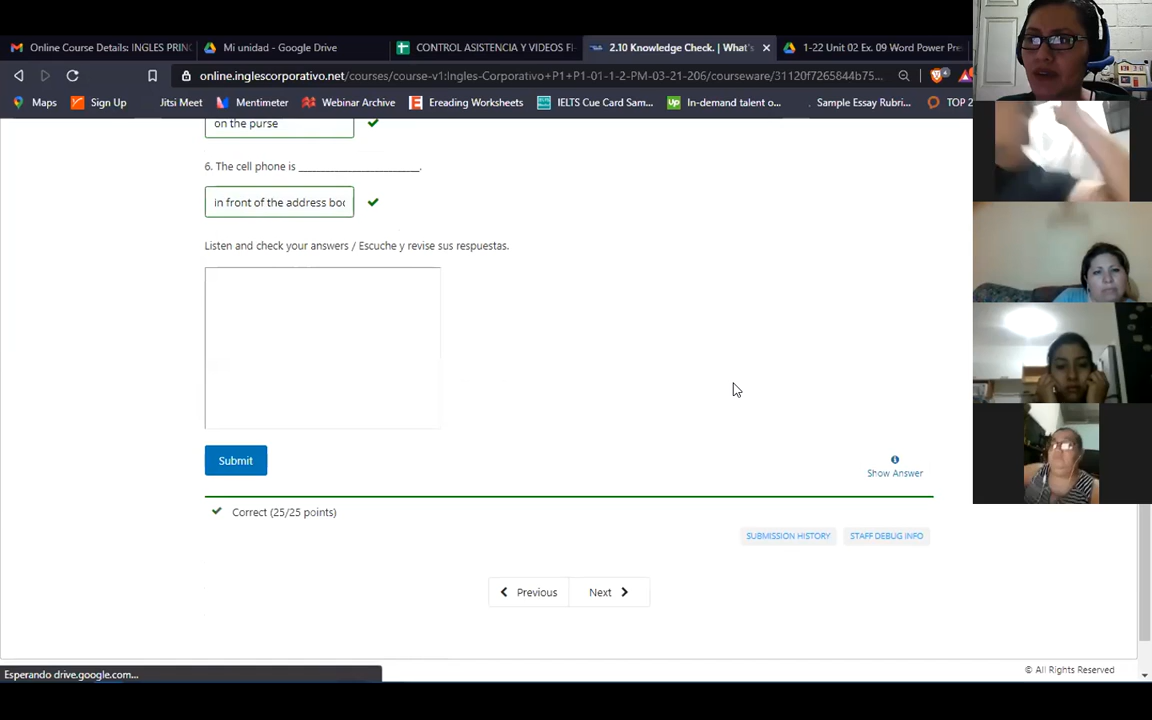 Online Course Details: INGLES PRIN
Mi unidad - Google Drive
CONTROL ASISTENCIA Y VIDEOS FI
2.10 Knowledge Check. | What's
1-22 Unit 02 Ex. 09 Word Power Pre
online.inglescorporativo.net/courses/course-v1:Ingles-Corporativo+P1+P1-01-1-2-PM-03-21-206/courseware/31120f7265844b75...
Maps
Sign Up
Jitsi Meet
Mentimeter
Webinar Archive
Ereading Worksheets
IELTS Cue Card Sam...
In-demand talent o...
Sample Essay Rubri...
TOP 2
on the purse
6. The cell phone is ________________________.
in front of the address boo
Listen and check your answers / Escuche y revise sus respuestas.
Submit
Show Answer
Correct (25/25 points)
SUBMISSION HISTORY
STAFF DEBUG INFO
Previous
Next
© All Rights Reserved
Esperando drive.google.com...